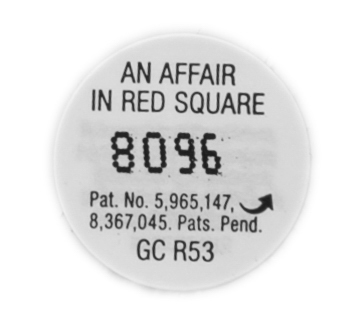 AN AFFAIR
IN RED SQUARE
8096
Pat. No. 5,965,147,
8,367,045. Pats. Pend.
GC R53